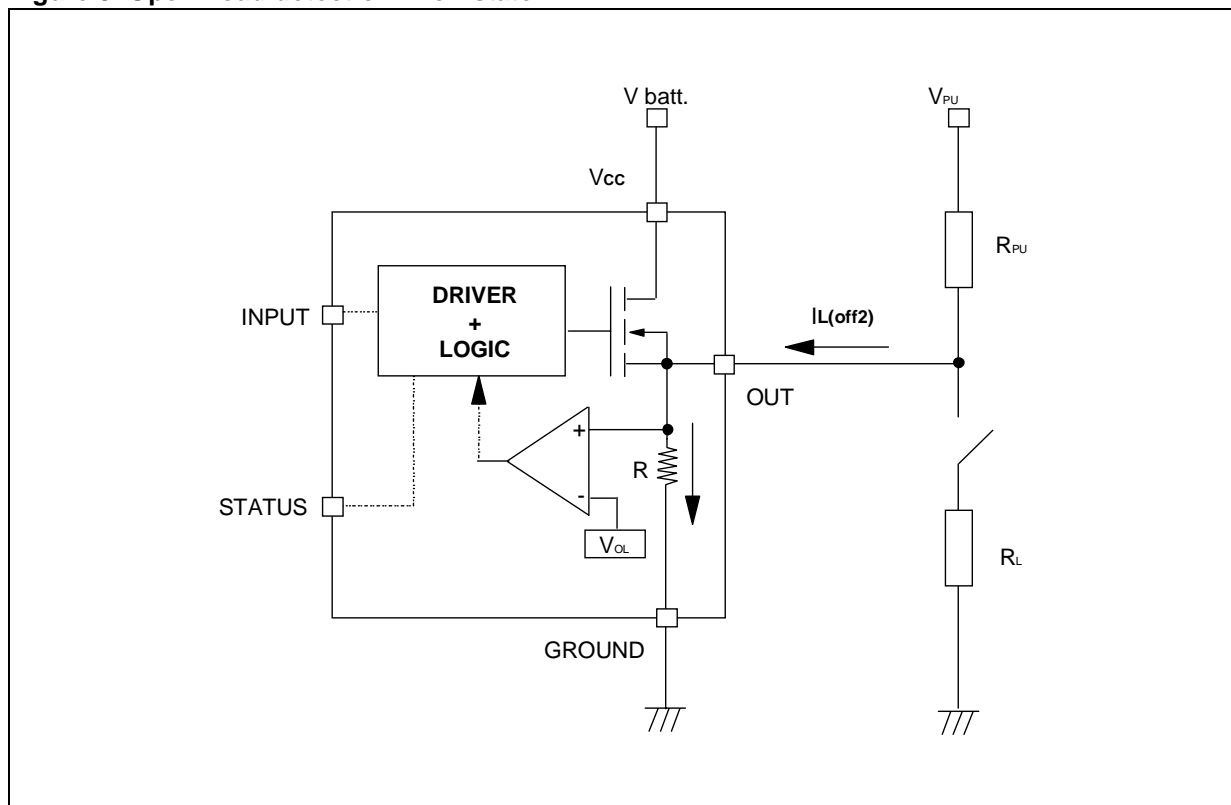 V batt.
VPU
Vcc
RPU
DRIVER
+
LOGIC
INPUT
IL(off2)
OUT
+
R
-
STATUS
VOL
RL
GROUND